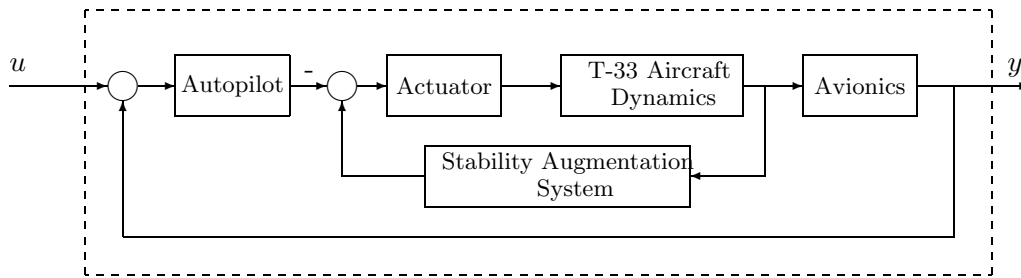 u
Autopilot
-
Actuator
T-33 Aircraft
Dynamics
Avionics
y
Stability Augmentation
System